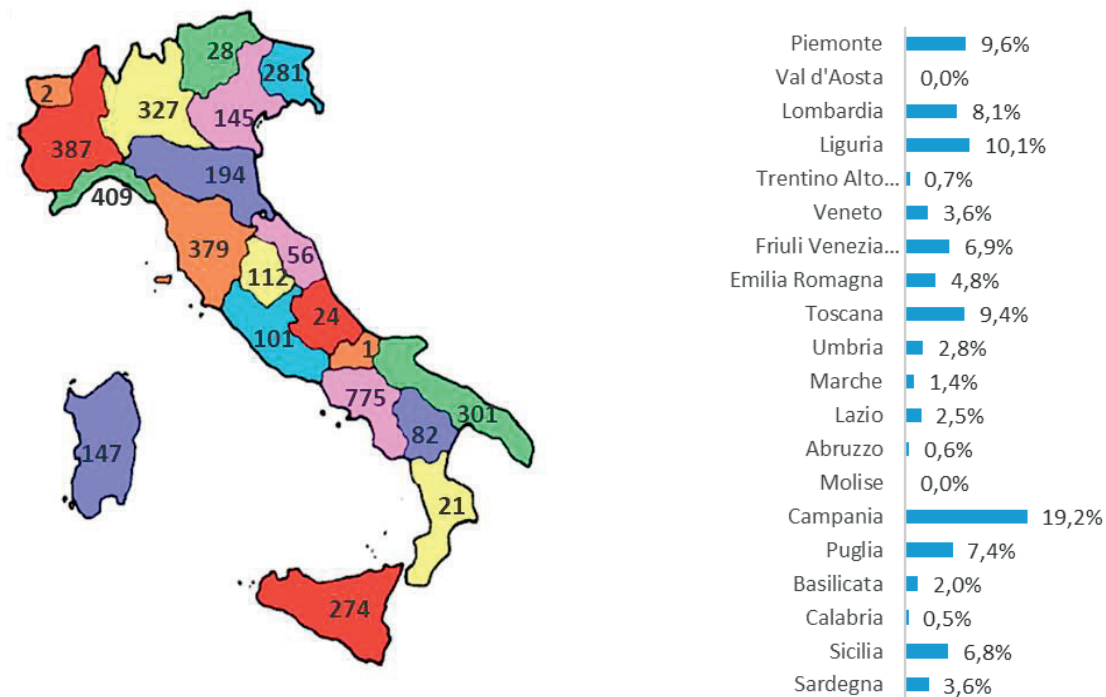 28
281
2
327
145
387
194
409
379
56
112
24
101
1
775
301
82
147
21
274
Piemonte 9,6%
Val d'Aosta 0,0%
Lombardia 8,1%
Liguria 10,1%
Trentino Alto... 0,7%
Veneto 3,6%
Friuli Venezia... 6,9%
Emilia Romagna 4,8%
Toscana 9,4%
Umbria 2,8%
Marche 1,4%
Lazio 2,5%
Abruzzo 0,6%
Molise 0,0%
Campania 19,2%
Puglia 7,4%
Basilicata 2,0%
Calabria 0,5%
Sicilia 6,8%
Sardegna 3,6%